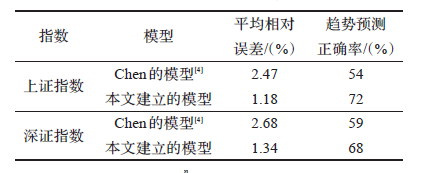 指数 模型 平均相对误差/(%) 趋势预测正确率/(%)
上证指数 Chen的模型[4] 2.47 54
本文建立的模型 1.18 72
深证指数 Chen的模型[4] 2.68 59
本文建立的模型 1.34 68